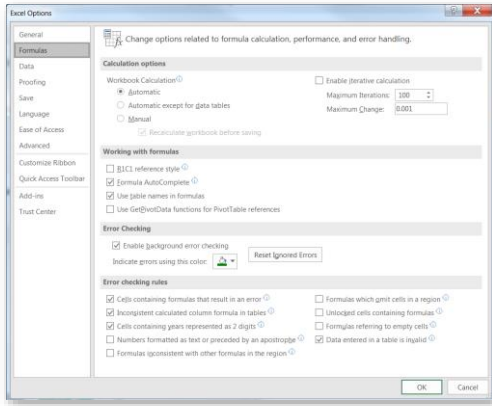 Excel Options
General
Formulas
Data
Proofing
Save
Language
Ease of Access
Advanced
Customize Ribbon
Quick Access Toolbar
Add-ins
Trust Center
Change options related to formula calculation, performance, and error handling.
Calculation options
Workbook Calculation
Automatic
Automatic except for data tables
Manual
Recalculate workbook before saving
Enable iterative calculation
Maximum Iterations: 100
Maximum Change: 0.001
Working with formulas
R1C1 reference style
Formula AutoComplete
Use table names in formulas
Use GetPivotData functions for PivotTable references
Error Checking
Enable background error checking
Indicate errors using this color:
Reset Ignored Errors
Error checking rules
Cells containing formulas that result in an error
Inconsistent calculated column formula in tables
Cells containing years represented as 2 digits
Numbers formatted as text or preceded by an apostrophe
Formulas inconsistent with other formulas in the region
Formulas which omit cells in a region
Unlocked cells containing formulas
Formulas referring to empty cells
Data entered in a table is invalid
OK
Cancel